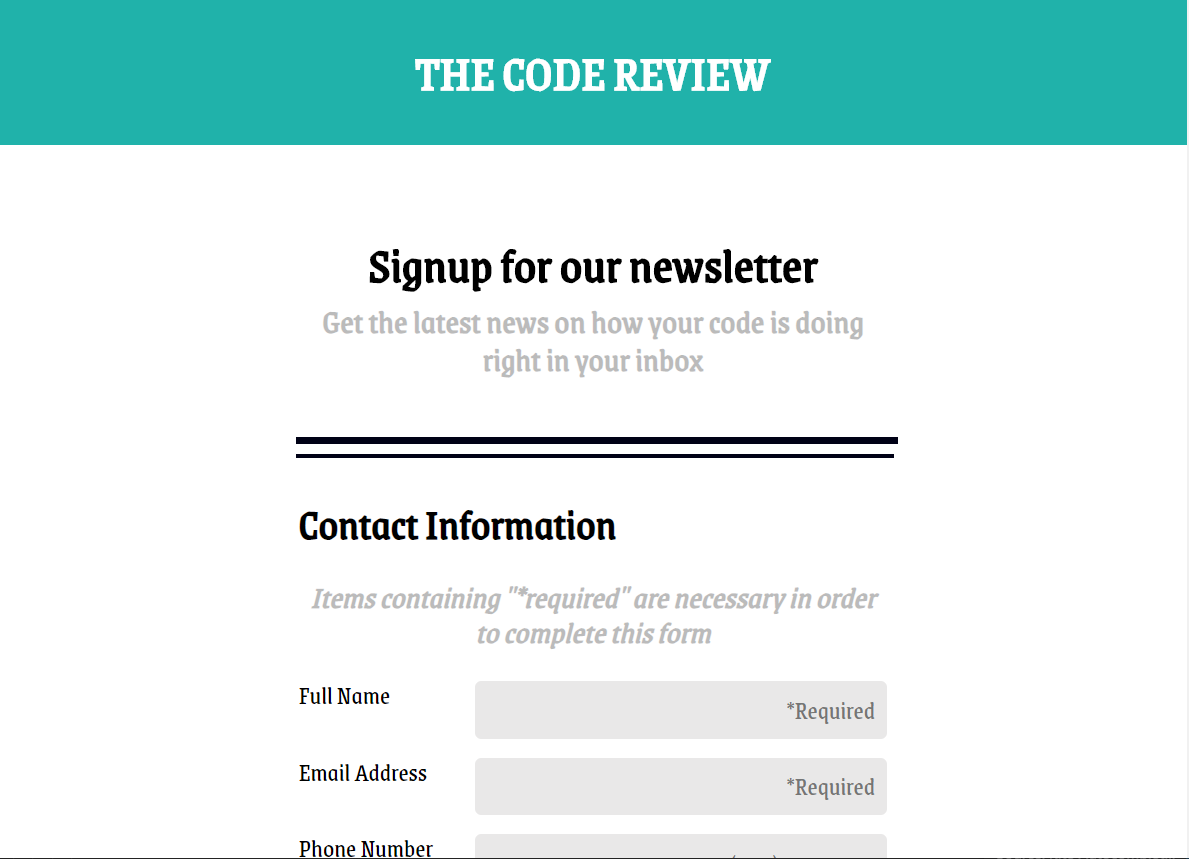 THE CODE REVIEW
Signup for our newsletter
Get the latest news on how your code is doing
right in your inbox
Contact Information
Items containing "*required" are necessary in order
to complete this form
Full Name
*Required
Email Address
*Required
Phone Number